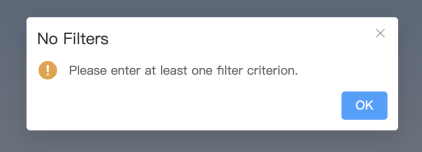 No Filters
Please enter at least one filter criterion.
OK